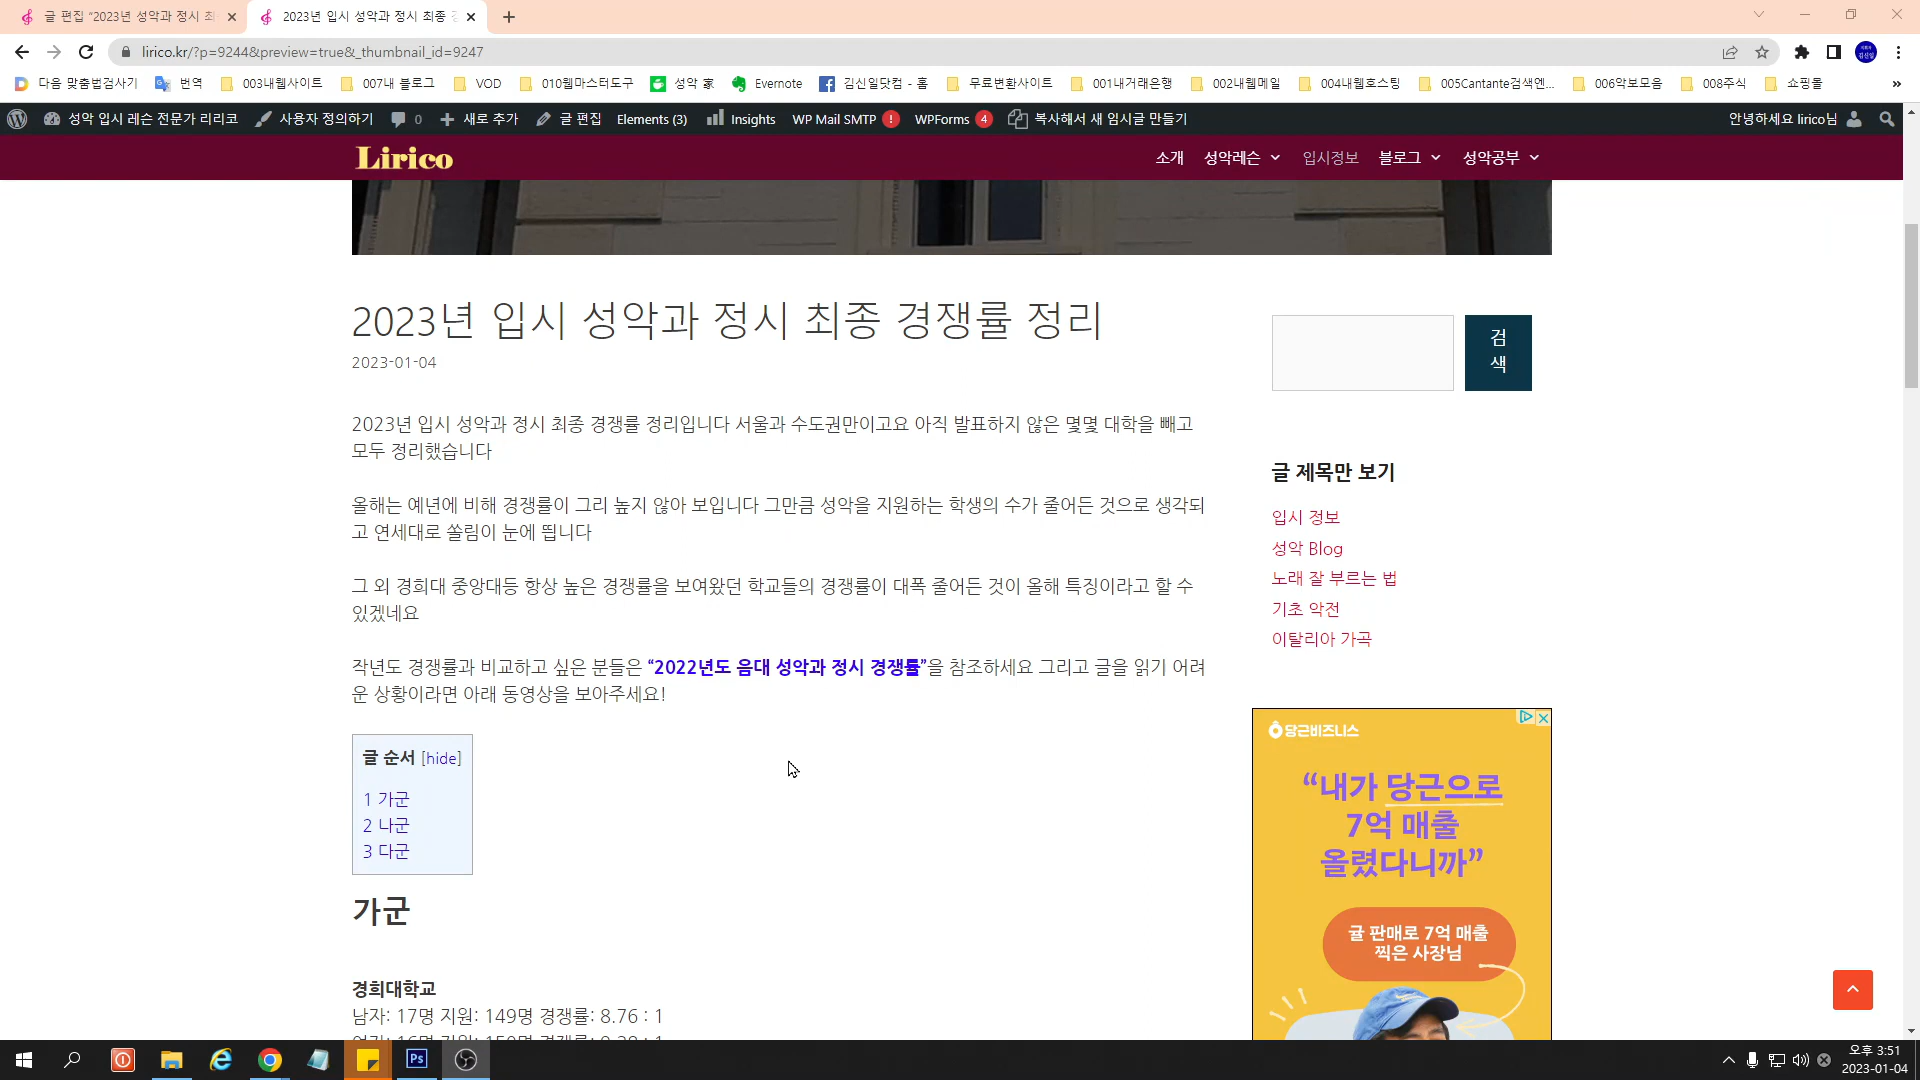 글 편집 “2023년 성악과 정시 최
2023년 입시 성악과 정시 최종 경
lirico.kr/?p=9244&preview=true&_thumbnail_id=9247
다음 맞춤법검사기 번역 003내웹사이트 007내 블로그 VOD 010웹마스터도구 성악 家 Evernote 김신일닷컴 - 홈 무료변환사이트 001내거래은행 002내웹메일 004내웹호스팅 005Cantante검색엔... 006악보모음 008주식 쇼핑몰 »
성악 입시 레슨 전문가 리리코 사용자 정의하기 0 새로 추가 글 편집 Elements (3) Insights WP Mail SMTP ! WPForms 4 복사해서 새 임시글 만들기 안녕하세요 lirico님
Lirico 소개 성악레슨 입시정보 블로그 성악공부
2023년 입시 성악과 정시 최종 경쟁률 정리
2023-01-04
2023년 입시 성악과 정시 최종 경쟁률 정리입니다 서울과 수도권만이고요 아직 발표하지 않은 몇몇 대학을 빼고
모두 정리했습니다
올해는 예년에 비해 경쟁률이 그리 높지 않아 보입니다 그만큼 성악을 지원하는 학생의 수가 줄어든 것으로 생각되
고 연세대로 쏠림이 눈에 띕니다
그 외 경희대 중앙대등 항상 높은 경쟁률을 보여왔던 학교들의 경쟁률이 대폭 줄어든 것이 올해 특징이라고 할 수
있겠네요
작년도 경쟁률과 비교하고 싶은 분들은 “2022년도 음대 성악과 정시 경쟁률”을 참조하세요 그리고 글을 읽기 어려
운 상황이라면 아래 동영상을 보아주세요!
글 순서 [hide]
1 가군
2 나군
3 다군
가군
경희대학교
남자: 17명 지원: 149명 경쟁률: 8.76 : 1
검
색
글 제목만 보기
입시 정보
성악 Blog
노래 잘 부르는 법
기초 악전
이탈리아 가곡
당근비즈니스
“내가 당근으로
7억 매출
올렸다니까”
귤 판매로 7억 매출
찍은 사장님
Ps
오후 3:51
2023-01-04